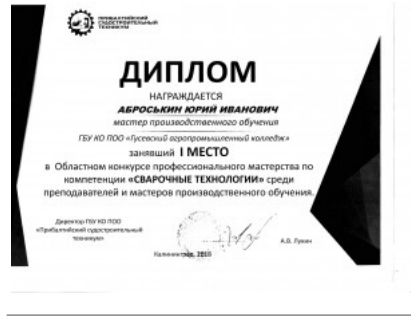 ПРИБАЛТИЙСКИЙ
СУДОСТРОИТЕЛЬНЫЙ
ТЕХНИКУМ
ДИПЛОМ
НАГРАЖДАЕТСЯ
АБРОСЬКИН ЮРИЙ ИВАНОВИЧ
мастер производственного обучения
ГБУ КО ПОО «Гусевский агропромышленный колледж»
занявший I МЕСТО
в Областном конкурсе профессионального мастерства по
компетенции «СВАРОЧНЫЕ ТЕХНОЛОГИИ» среди
преподавателей и мастеров производственного обучения.
Директор ГБУ КО ПОО
«Прибалтийский судостроительный
техникум»
А.В. Лукин
Калининград, 2018